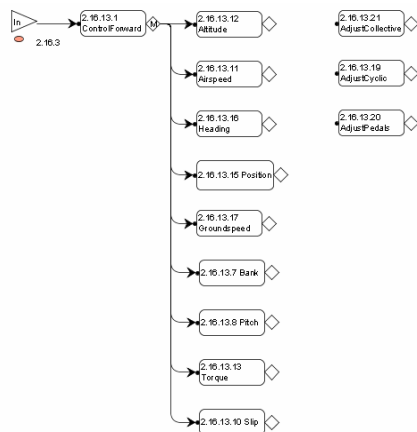 In
2.16.3
2.16.13.1
ControlForward
M
2.16.13.12
Altitude
2.16.13.11
Airspeed
2.16.13.16
Heading
2.16.13.15 Position
2.16.13.17
Groundspeed
2.16.13.7 Bank
2.16.13.8 Pitch
2.16.13.13
Torque
2.16.13.10 Slip
2.16.13.21
AdjustCollective
2.16.13.19
AdjustCyclic
2.16.13.20
AdjustPedals